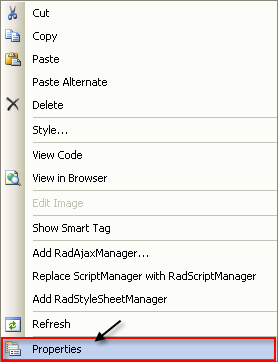 Cut
Copy
Paste
Paste Alternate
Delete
Style...
View Code
View in Browser
Edit Image
Show Smart Tag
Add RadAjaxManager...
Replace ScriptManager with RadScriptManager
Add RadStyleSheetManager
Refresh
Properties